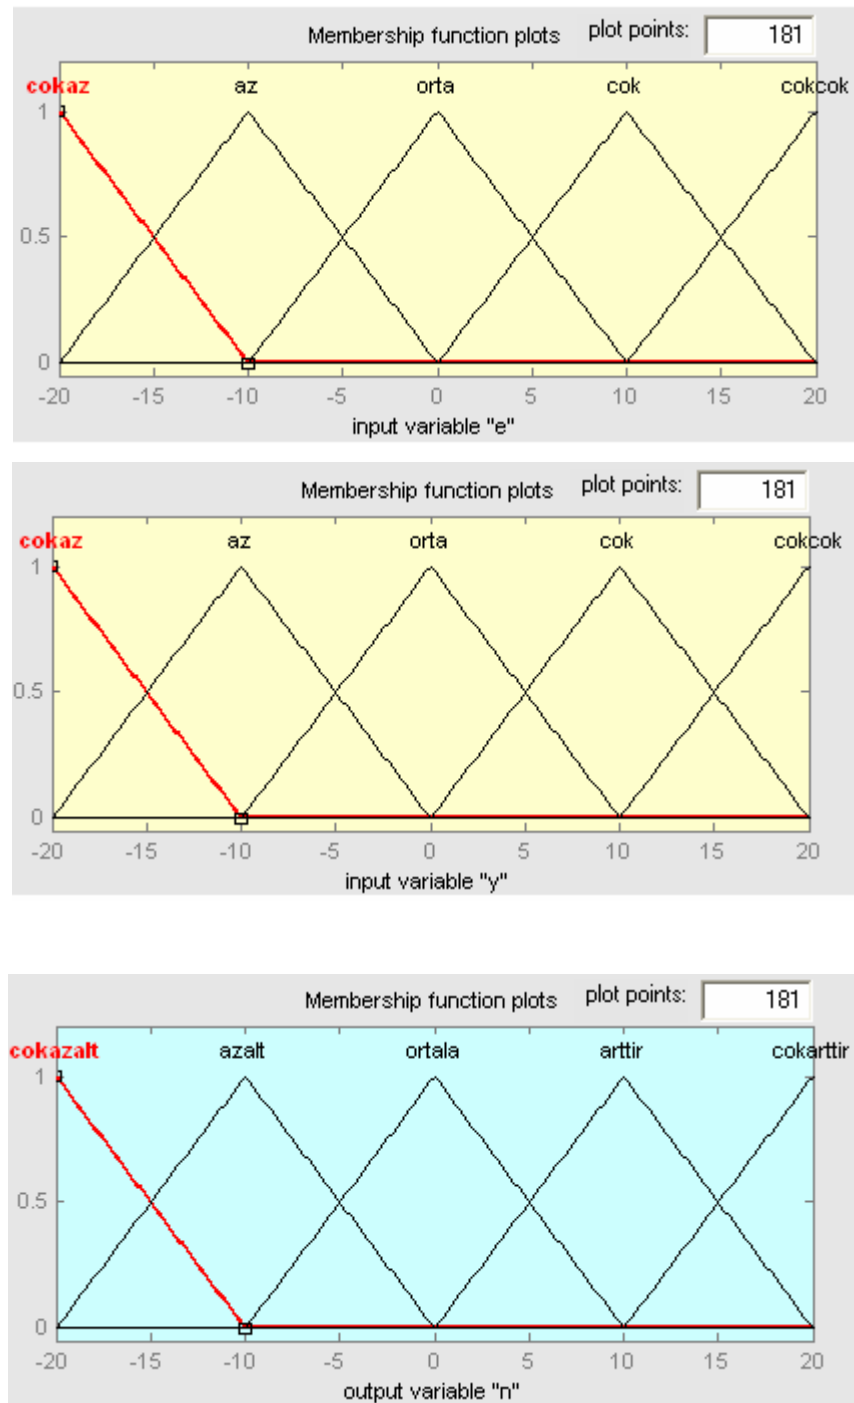 Membership function plots plot points: 181
cokaz az orta cok cokcok
1
0.5
0
-20 -15 -10 -5 0 5 10 15 20
input variable "e"
Membership function plots plot points: 181
cokaz az orta cok cokcok
1
0.5
0
-20 -15 -10 -5 0 5 10 15 20
input variable "y"
Membership function plots plot points: 181
cokazalt azalt ortala arttir cokarttir
1
0.5
0
-20 -15 -10 -5 0 5 10 15 20
output variable "n"